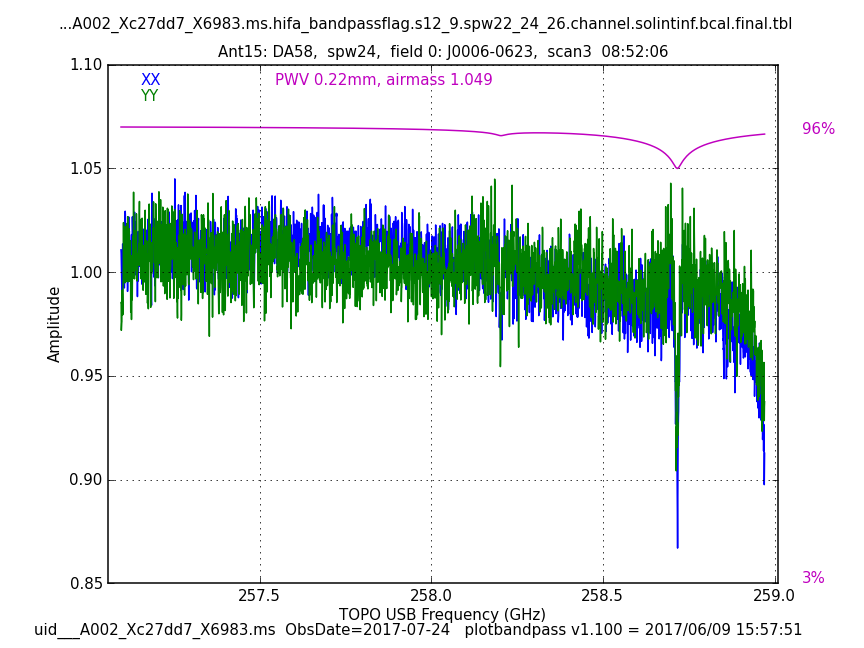 ...A002_Xc27dd7_X6983.ms.hifa_bandpassflag.s12_9.spw22_24_26.channel.solintinf.bcal.final.tbl
Ant15: DA58,  spw24,  field 0: J0006-0623,  scan3  08:52:06
XX
YY
PWV 0.22mm, airmass 1.049
96%
3%
1.10
1.05
1.00
0.95
0.90
0.85
Amplitude
257.5
258.0
258.5
259.0
TOPO USB Frequency (GHz)
uid___A002_Xc27dd7_X6983.ms  ObsDate=2017-07-24   plotbandpass v1.100 = 2017/06/09 15:57:51